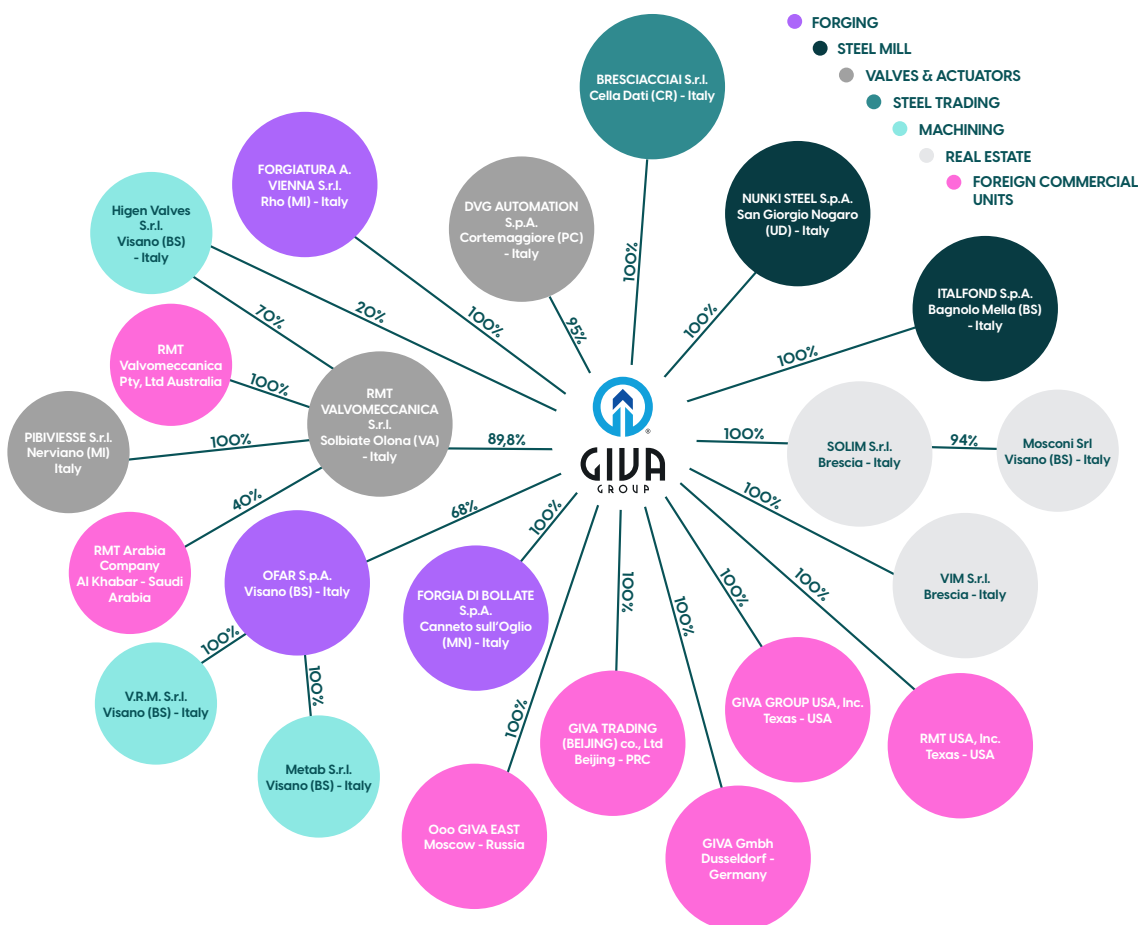 FORGING
STEEL MILL
VALVES & ACTUATORS
STEEL TRADING
MACHINING
REAL ESTATE
FOREIGN COMMERCIAL
UNITS
BRESCIACCIAI S.r.l.
Cella Dati (CR) - Italy
FORGIATURA A.
VIENNA S.r.l.
Rho (MI) - Italy
DVG AUTOMATION
S.p.A.
Cortemaggiore (PC)
- Italy
NUNKI STEEL S.p.A.
San Giorgio Nogaro
(UD) - Italy
Higen Valves
S.r.l.
Visano (BS)
- Italy
ITALFOND S.p.A.
Bagnolo Mella (BS)
- Italy
100%
100%
20%
70%
100%
95%
100%
RMT
Valvomeccanica
Pty, Ltd Australia
100%
100%
RMT
VALVOMECCANICA
S.r.l.
Solbiate Olona (VA)
- Italy
PIBIVIESSE S.r.l.
Nerviano (MI)
Italy
100%
89,8%
GIVA
GROUP
®
100%
SOLIM S.r.l.
Brescia - Italy
94%
Mosconi Srl
Visano (BS) - Italy
40%
68%
100%
100%
RMT Arabia
Company
Al Khabar - Saudi
Arabia
OFAR S.p.A.
Visano (BS) - Italy
FORGIA DI BOLLATE
S.p.A.
Canneto sull'Oglio
(MN) - Italy
100%
100%
100%
VIM S.r.l.
Brescia - Italy
100%
100%
100%
100%
V.R.M. S.r.l.
Visano (BS) - Italy
Metab S.r.l.
Visano (BS) - Italy
GIVA TRADING
(BEIJING) co., Ltd
Beijing - PRC
GIVA GROUP USA, Inc.
Texas - USA
RMT USA, Inc.
Texas - USA
Ooo GIVA EAST
Moscow - Russia
GIVA Gmbh
Dusseldorf -
Germany